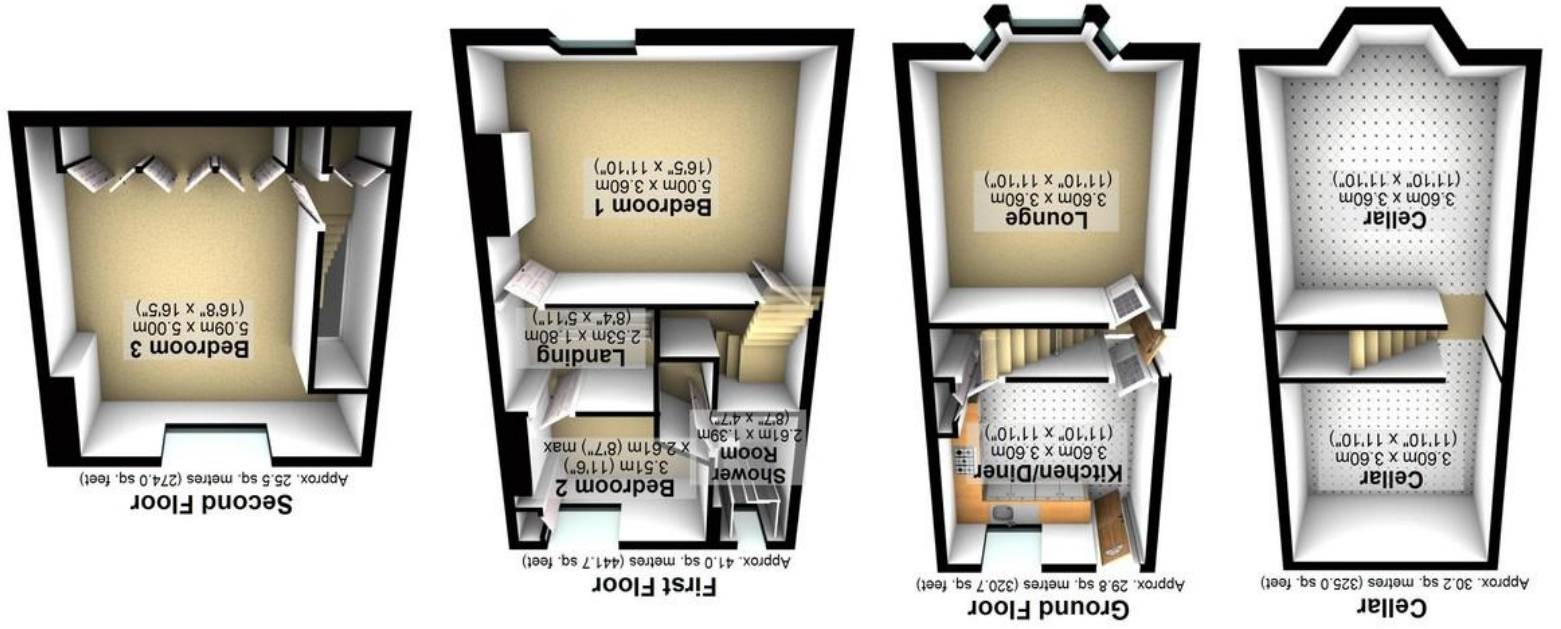 Cellar
Approx. 30.2 sq. metres (325.0 sq. feet)
Cellar
3.60m x 3.60m
(11'10" x 11'10")
Cellar
3.60m x 3.60m
(11'10" x 11'10")
Ground Floor
Approx. 29.8 sq. metres (320.7 sq. feet)
Kitchen/Diner
3.60m x 3.60m
(11'10" x 11'10")
Lounge
3.60m x 3.60m
(11'10" x 11'10")
First Floor
Approx. 41.0 sq. metres (441.7 sq. feet)
Shower
Room
2.61m x 1.39m
(8'7" x 4'7")
Bedroom 2
3.51m (11'6")
x 2.61m (8'7") max
Landing
2.53m x 1.80m
(8'4" x 5'11")
Bedroom 1
5.00m x 3.60m
(16'5" x 11'10")
Second Floor
Approx. 25.5 sq. metres (274.0 sq. feet)
Bedroom 3
5.09m x 5.00m
(16'8" x 16'5")